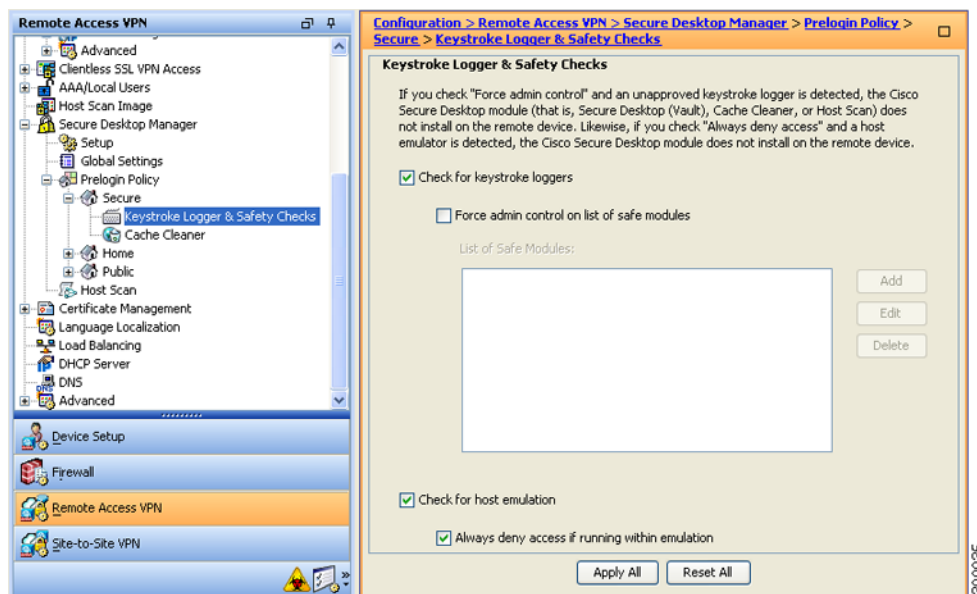 Remote Access VPN
Advanced
Clientless SSL VPN Access
AAA/Local Users
Host Scan Image
Secure Desktop Manager
Setup
Global Settings
Prelogin Policy
Secure
Keystroke Logger & Safety Checks
Cache Cleaner
Home
Public
Host Scan
Certificate Management
Language Localization
Load Balancing
DHCP Server
DNS
Advanced
Device Setup
Firewall
Remote Access VPN
Site-to-Site VPN
Configuration > Remote Access VPN > Secure Desktop Manager > Prelogin Policy >
Secure > Keystroke Logger & Safety Checks
Keystroke Logger & Safety Checks
If you check "Force admin control" and an unapproved keystroke logger is detected, the Cisco
Secure Desktop module (that is, Secure Desktop (Vault), Cache Cleaner, or Host Scan) does
not install on the remote device. Likewise, if you check "Always deny access" and a host
emulator is detected, the Cisco Secure Desktop module does not install on the remote device.
Check for keystroke loggers
Force admin control on list of safe modules
List of Safe Modules:
Add
Edit
Delete
Check for host emulation
Always deny access if running within emulation
Apply All
Reset All